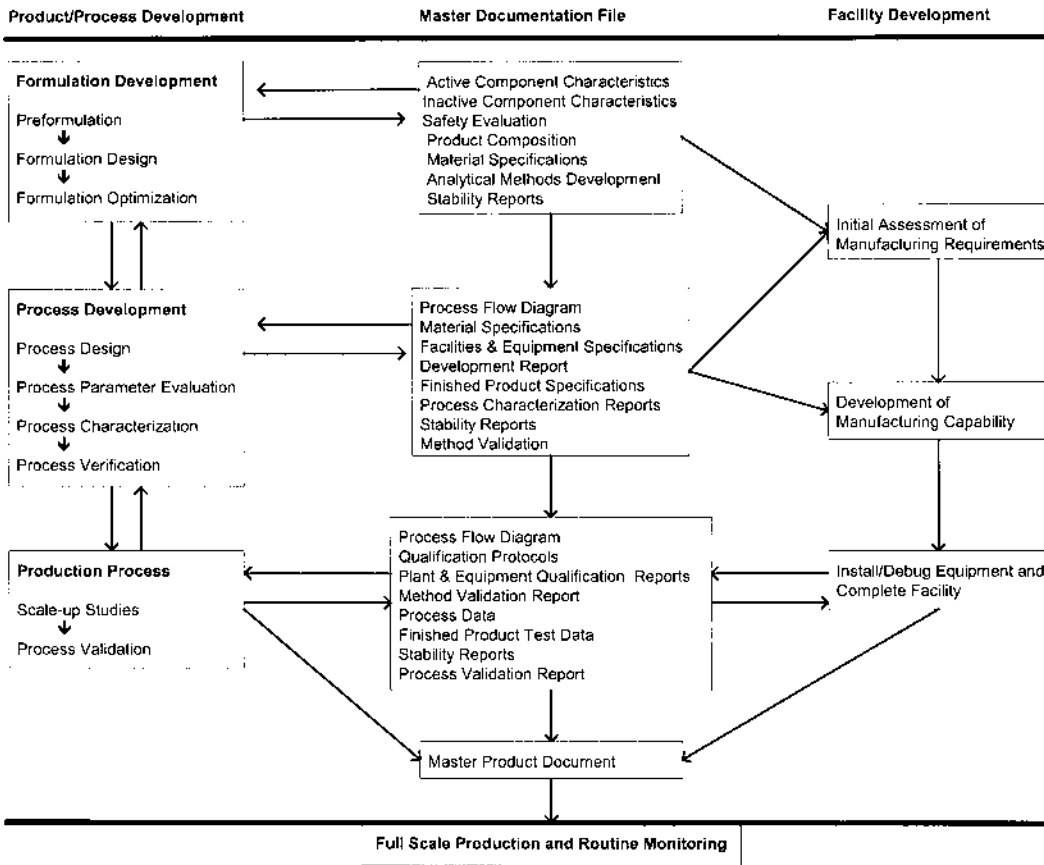 Product/Process Development
Master Documentation File
Facility Development
Formulation Development
Preformulation
Formulation Design
Formulation Optimization
Active Component Characteristics
Inactive Component Characteristics
Safety Evaluation
Product Composition
Material Specifications
Analytical Methods Development
Stability Reports
Initial Assessment of
Manufacturing Requirements
Process Development
Process Design
Process Parameter Evaluation
Process Characterization
Process Verification
Process Flow Diagram
Material Specifications
Facilities & Equipment Specifications
Development Report
Finished Product Specifications
Process Characterization Reports
Stability Reports
Method Validation
Development of
Manufacturing Capability
Production Process
Scale-up Studies
Process Validation
Process Flow Diagram
Qualification Protocols
Plant & Equipment Qualification Reports
Method Validation Report
Process Data
Finished Product Test Data
Stability Reports
Process Validation Report
Install/Debug Equipment and
Complete Facility
Master Product Document
Full Scale Production and Routine Monitoring